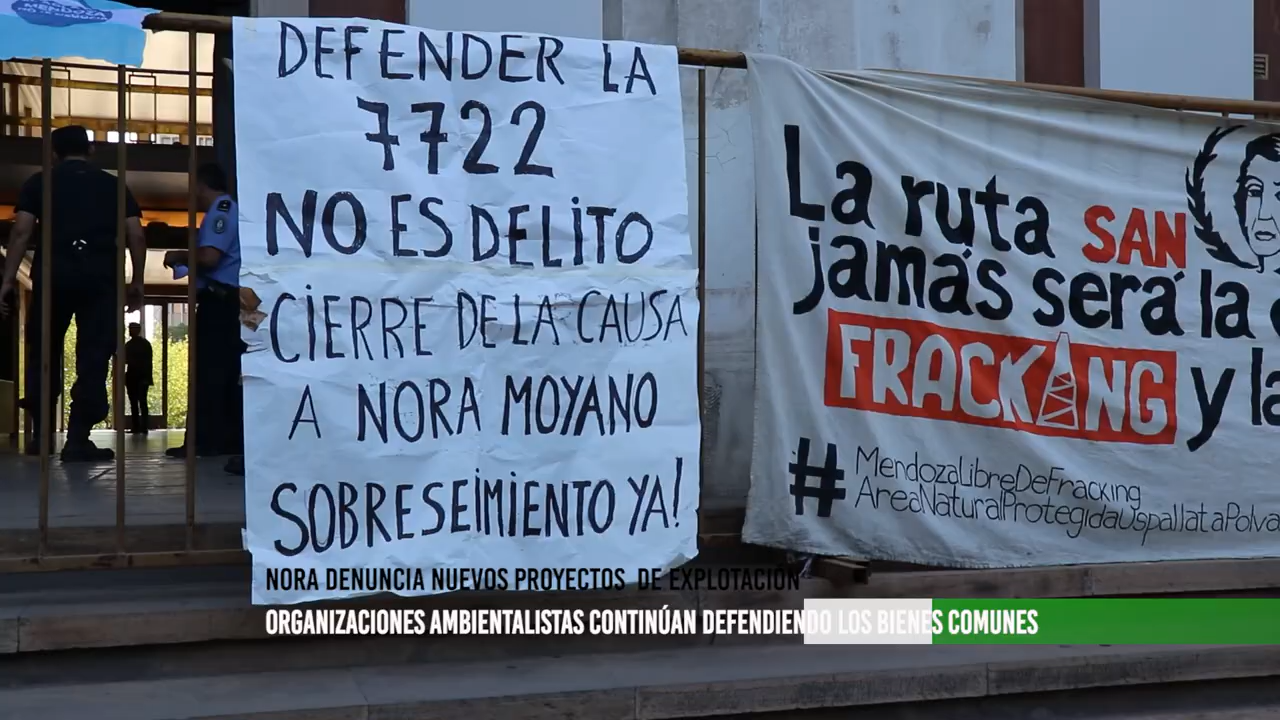 MENDOZA
DEFENDER LA
7722
NO ES DELITO
CIERRE DE LA CAUSA
A NORA MOYANO
SOBRESEIMIENTO YA!
La ruta SAN
jamás será la
FRACKING y la
#MendozaLibreDeFracking
AreaNaturalProtegidaUspallataPolva
NORA DENUNCIA NUEVOS PROYECTOS DE EXPLOTACIÓN
ORGANIZACIONES AMBIENTALISTAS CONTINÚAN DEFENDIENDO LOS BIENES COMUNES